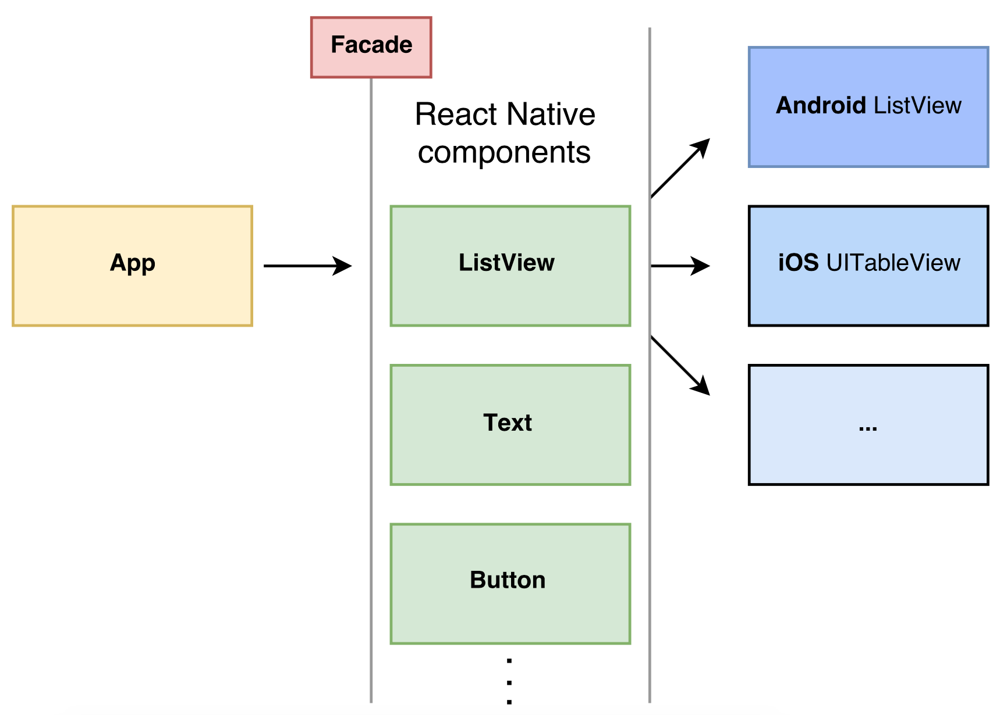 Facade
React Native
components
Android ListView
App
ListView
iOS UITableView
Text
...
Button
.
.
.